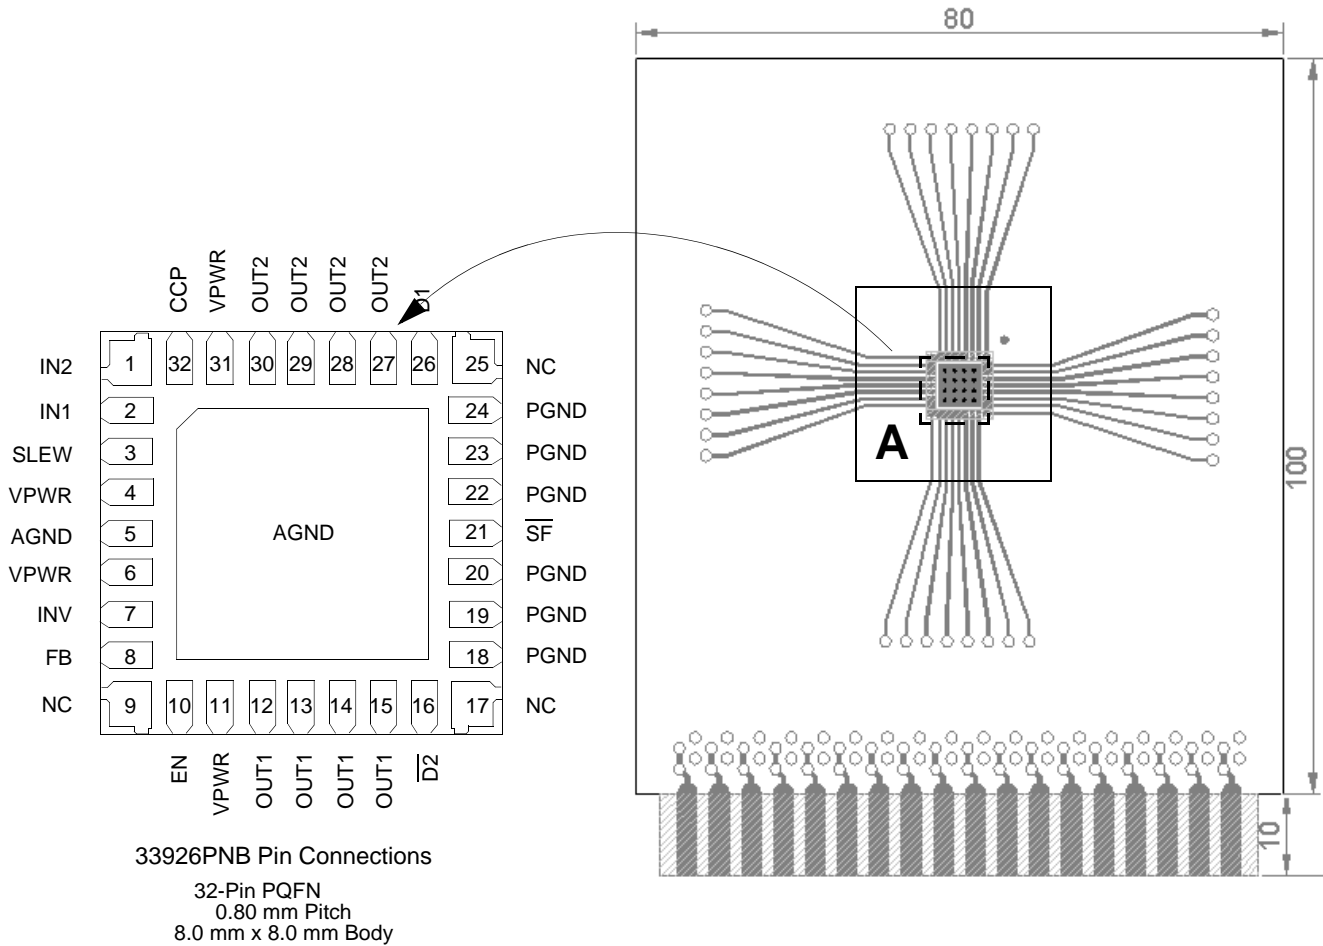 80
100
10
A
CCP
VPWR
OUT2
OUT2
OUT2
OUT2
D1
1
32
31
30
29
28
27
26
25
IN2
NC
IN1
2
24
PGND
SLEW
3
23
PGND
VPWR
4
22
PGND
AGND
5
AGND
21
SF
VPWR
6
20
PGND
INV
7
19
PGND
FB
8
18
PGND
NC
9
10
11
12
13
14
15
16
17
NC
EN
VPWR
OUT1
OUT1
OUT1
OUT1
D2
33926PNB Pin Connections
32-Pin PQFN
0.80 mm Pitch
8.0 mm x 8.0 mm Body